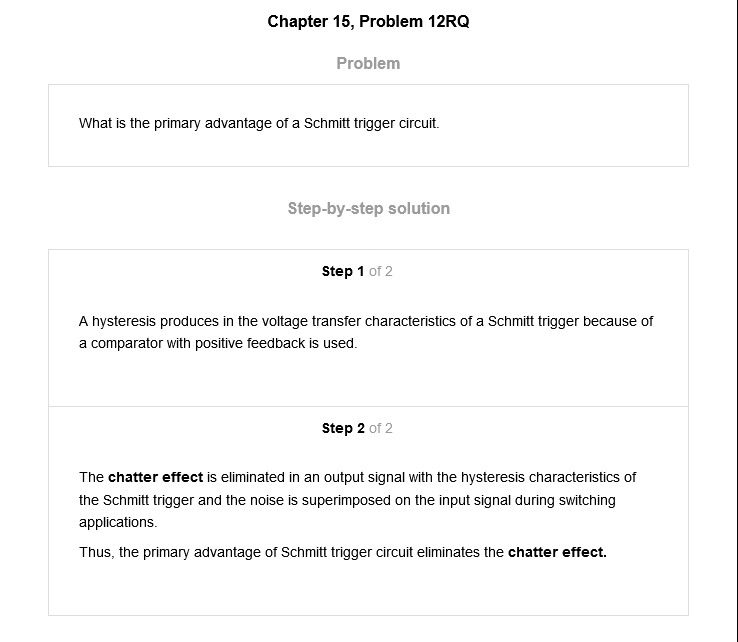 Chapter 15, Problem 12RQ
Problem
What is the primary advantage of a Schmitt trigger circuit.
Step-by-step solution
Step 1 of 2
A hysteresis produces in the voltage transfer characteristics of a Schmitt trigger because of
a comparator with positive feedback is used.
Step 2 of 2
The chatter effect is eliminated in an output signal with the hysteresis characteristics of
the Schmitt trigger and the noise is superimposed on the input signal during switching
applications.
Thus, the primary advantage of Schmitt trigger circuit eliminates the chatter effect.